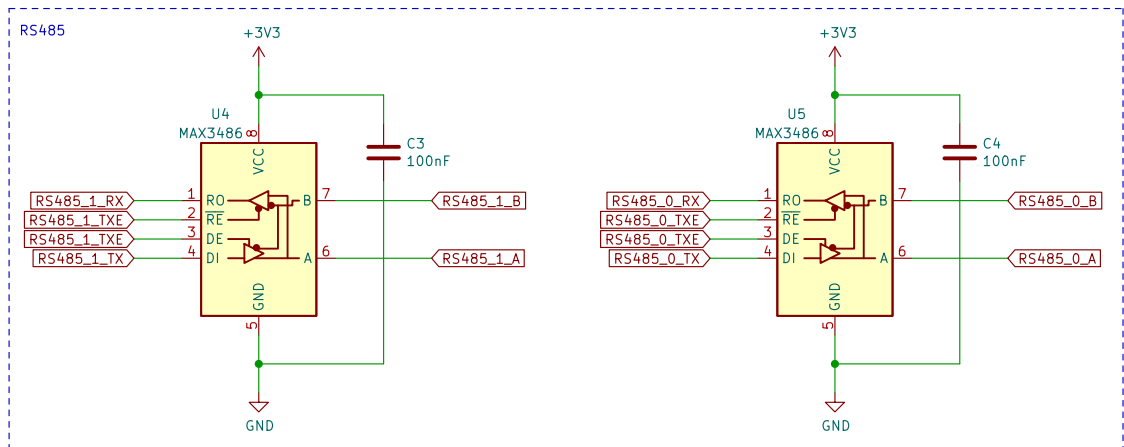 RS485
+3V3
U4
MAX3486
8
VCC
C3
100nF
RS485_1_RX
1
RO
B
7
RS485_1_B
RS485_1_TXE
2
RE
RS485_1_TXE
3
DE
RS485_1_TX
4
DI
A
6
RS485_1_A
GND
5
GND
+3V3
U5
MAX3486
8
VCC
C4
100nF
RS485_0_RX
1
RO
B
7
RS485_0_B
RS485_0_TXE
2
RE
RS485_0_TXE
3
DE
RS485_0_TX
4
DI
A
6
RS485_0_A
GND
5
GND